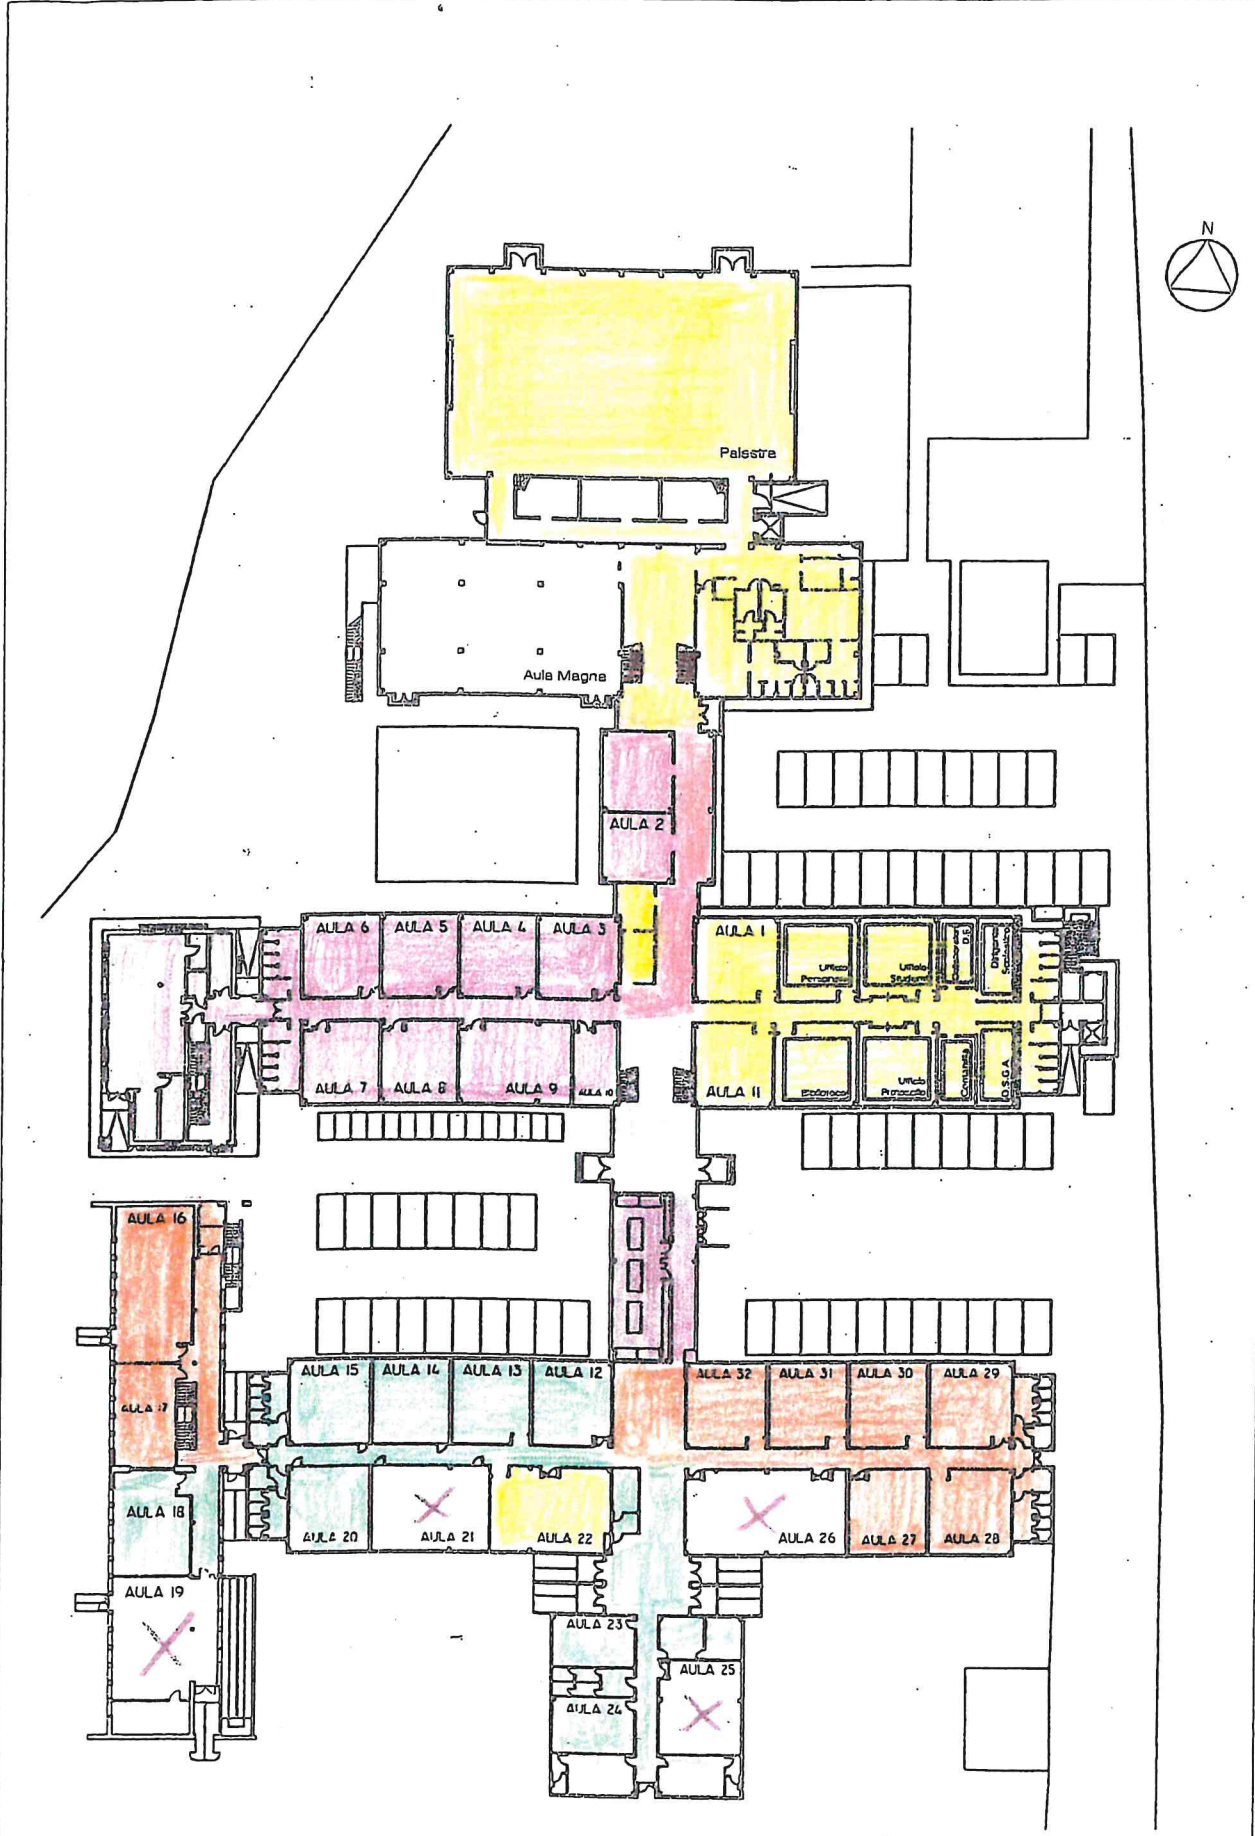 N
Palestra
Aula Magna
AULA 2
AULA 6
AULA 5
AULA 4
AULA 3
AULA 1
Ufficio
Personale
Ufficio
Studenti
D.S.
Dirigente
Scolastico
AULA 7
AULA 8
AULA 9
AULA 10
AULA 11
Ufficio
Protocollo
D.S.G.A.
AULA 16
AULA 17
AULA 15
AULA 14
AULA 13
AULA 12
AULA 32
AULA 31
AULA 30
AULA 29
AULA 18
AULA 20
AULA 21
AULA 22
AULA 26
AULA 27
AULA 28
AULA 19
AULA 23
AULA 25
AULA 24